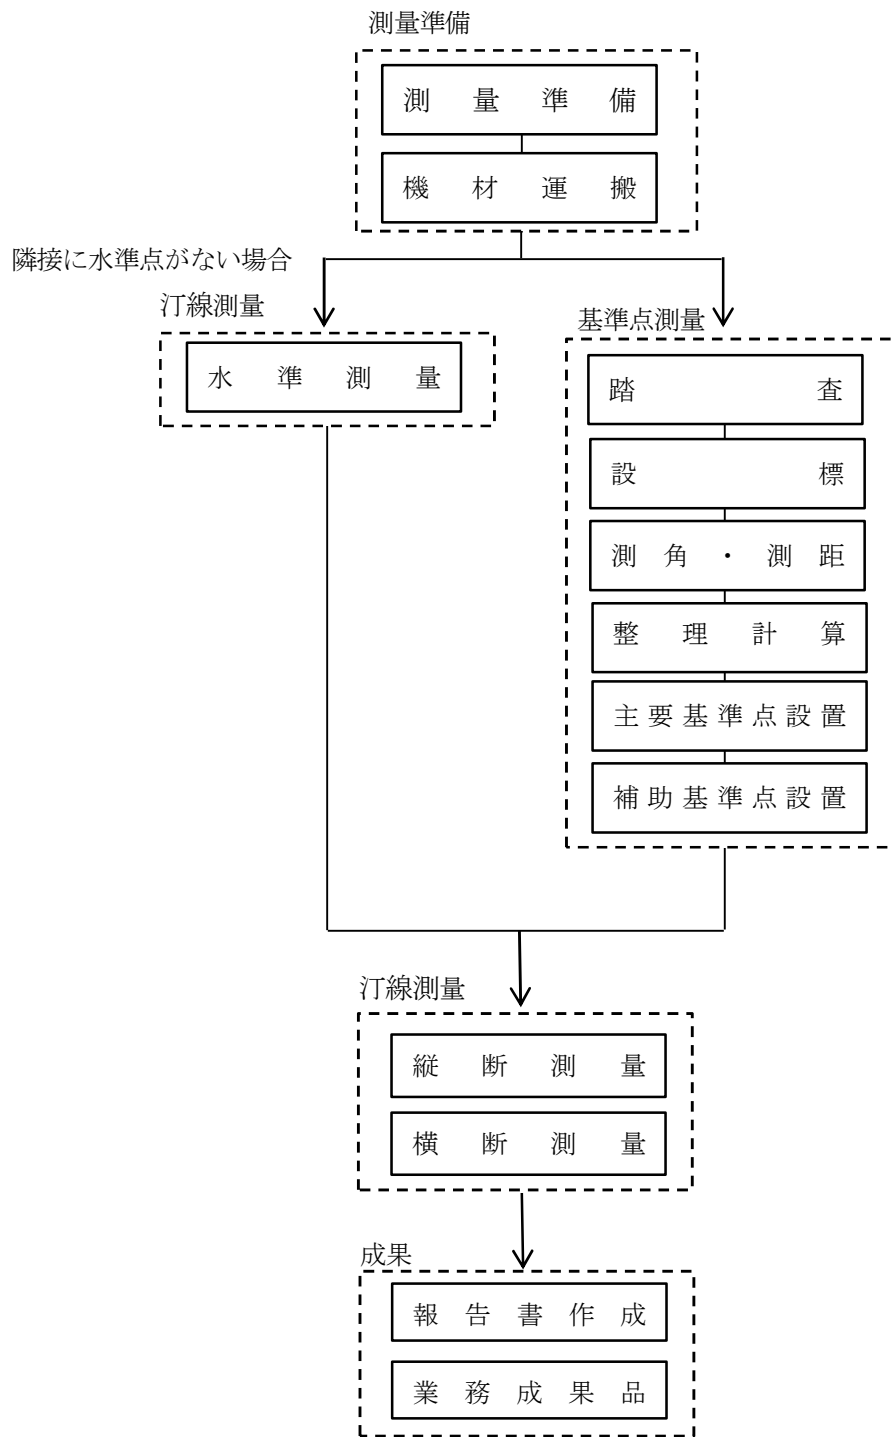 測量準備
測量準備
機材運搬
隣接に水準点がない場合
汀線測量
水準測量
基準点測量
踏査
設標
測角・測距
整理計算
主要基準点設置
補助基準点設置
汀線測量
縦断測量
横断測量
成果
報告書作成
業務成果品